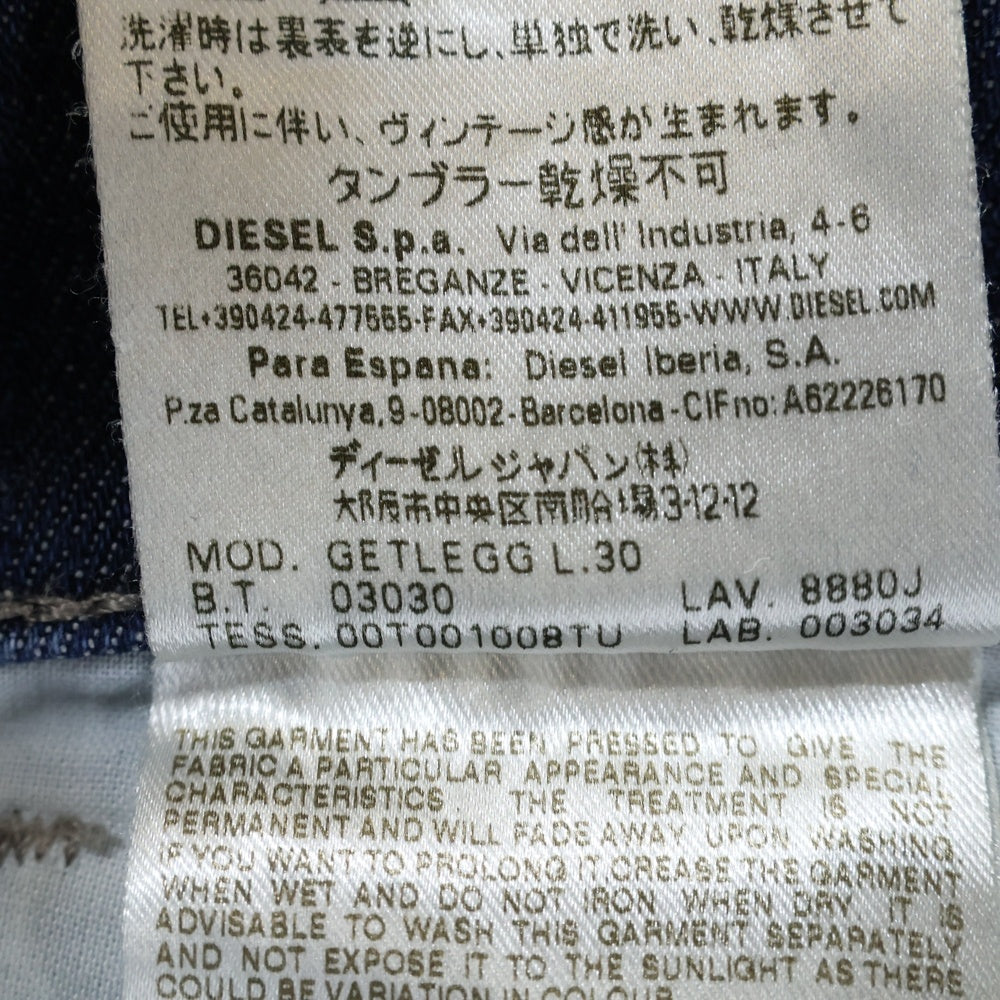 洗濯時は裏表を逆にし、単独で洗い、乾燥させて
下さい。
ご使用に伴い、ヴィンテージ感が生まれます。
タンブラー乾燥不可
DIESEL S.p.a. Via dell' Industria, 4-6
36042 - BREGANZE - VICENZA - ITALY
TEL+390424-477555-FAX+390424-411955-WWW.DIESEL.COM
Para Espana: Diesel Iberia, S.A.
P.za Catalunya,9-08002-Barcelona-CIF no:A62226170
ディーゼル ジャパン(株)
大阪市中央区南船場3-12-12
MOD. GETLEGG L.30
B.T. 03030 LAV. 8880J
TESS. 00T001008TU LAB. 003034
THIS GARMENT HAS BEEN PRESSED TO GIVE THE
FABRIC A PARTICULAR APPEARANCE AND SPECIAL
CHARACTERISTICS THE TREATMENT IS NOT
PERMANENT AND WILL FADE AWAY UPON WASHING.
IF YOU WANT TO PROLONG IT, CREASE THE GARMENT
WHEN WET AND DO NOT IRON WHEN DRY. IT IS
ADVISABLE TO WASH THIS GARMENT SEPARATELY
AND NOT EXPOSE IT TO THE SUNLIGHT AS THERE
COULD BE VARIATION IN COLOUR